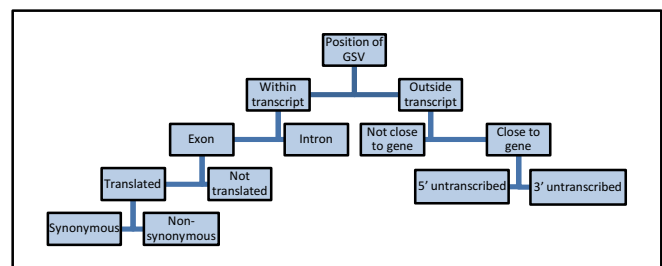 Position of
GSV
Within
transcript
Outside
transcript
Exon
Intron
Not close
to gene
Close to
gene
Translated
Not
translated
5’ untranscribed
3’ untranscribed
Synonymous
Non-
synonymous